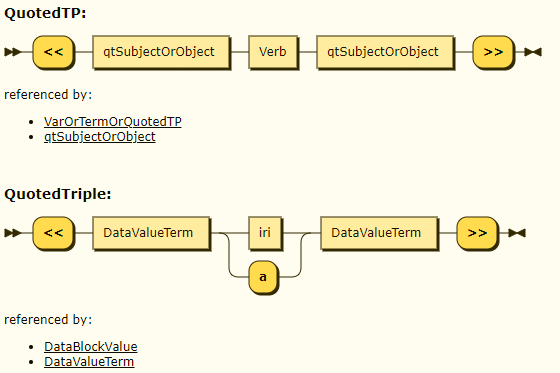 QuotedTP:
<< qtSubjectOrObject Verb qtSubjectOrObject >>
referenced by:
VarOrTermOrQuotedTP
qtSubjectOrObject
QuotedTriple:
<< DataValueTerm iri DataValueTerm >>
a
referenced by:
DataBlockValue
DataValueTerm